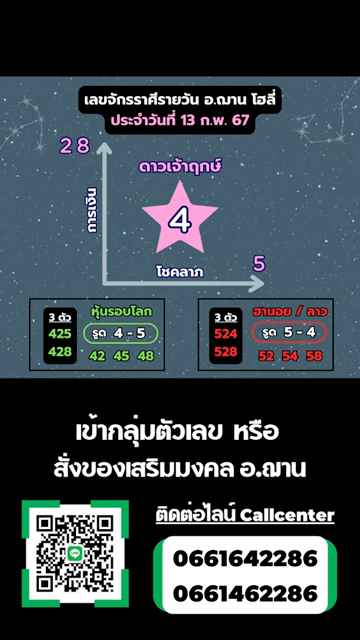 เลขจักรราศีรายวัน อ.ฌาน โฮลี่
ประจำวันที่ 13 ก.พ. 67
28
การเงิน
ดาวเจ้าฤกษ์
4
โชคลาภ
5
3 ตัว
425
428
หุ้นรอบโลก
รูด 4 - 5
42 45 48
3 ตัว
524
528
ฮานอย / ลาว
รูด 5 - 4
52 54 58
เข้ากลุ่มตัวเลข หรือ
สั่งของเสริมมงคล อ.ฌาน
ติดต่อไลน์ Callcenter
0661642286
0661462286